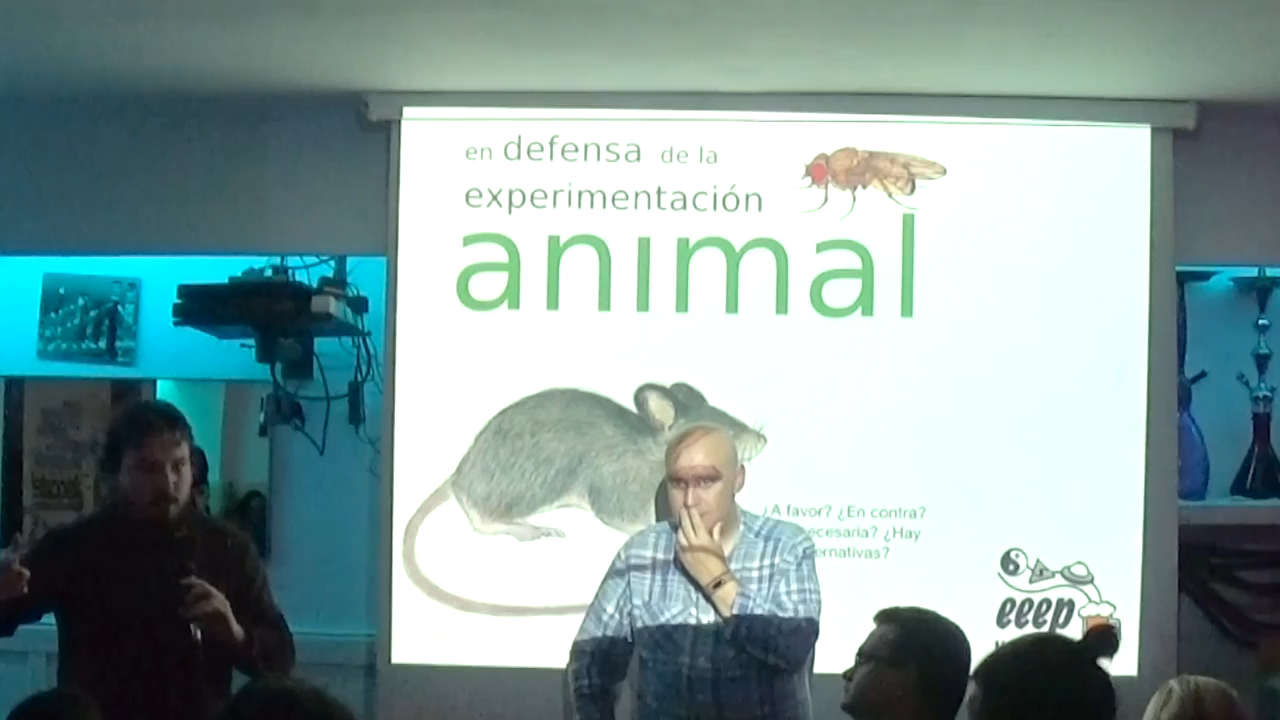 en defensa de la
experimentación
animal
¿A favor? ¿En contra?
¿Hay
eeep